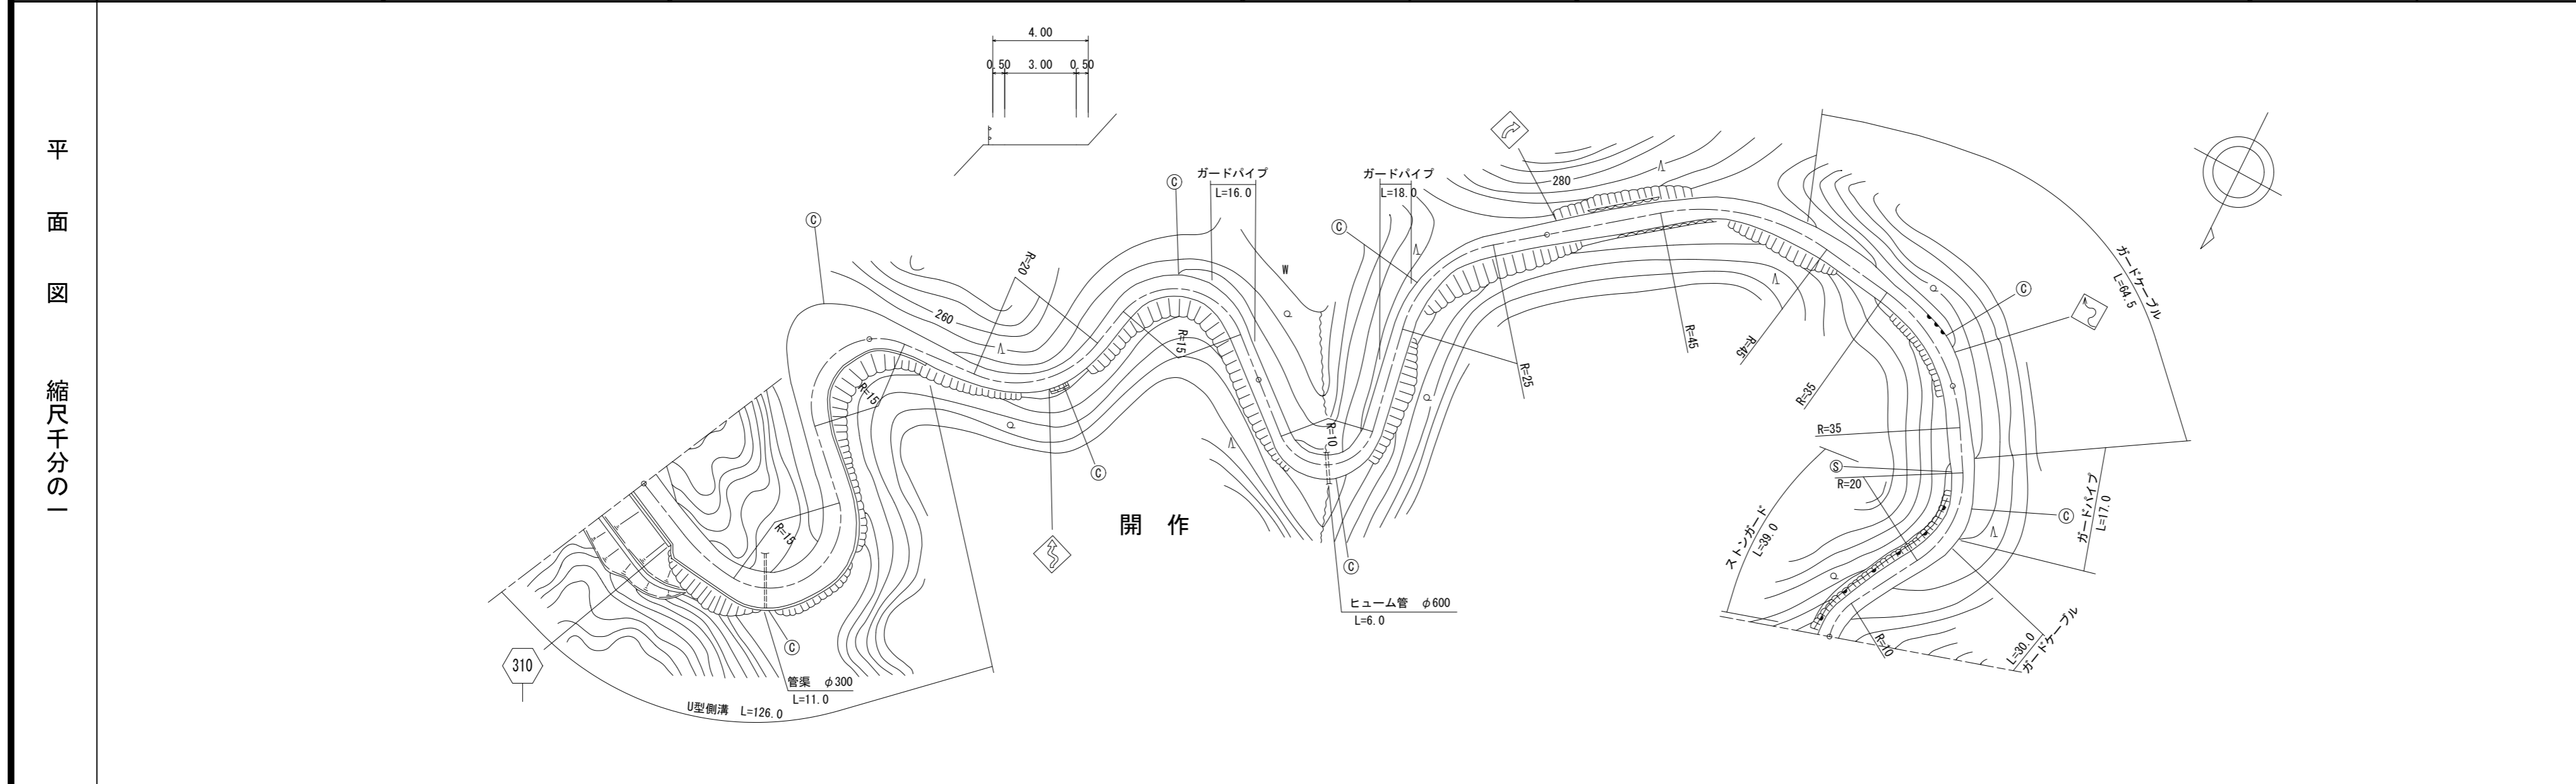 平面図 縮尺千分の一
4.00
0.50 3.00 0.50
Ⓒ
Ⓒ
ガードパイプ
L=16.0
ガードパイプ
L=18.0
Ⓒ
280
W
R=20
260
R=15
R=15
R=15
R=10
R=25
R=45
R=45
R=35
R=35
Ⓢ
R=20
R=10
Ⓒ
ガードケーブル
L=64.5
ガードパイプ
L=17.0
Ⓒ
ストンガード
L=39.0
L=30.0
ガードケーブル
Ⓒ
開作
Ⓒ
ヒューム管 φ600
L=6.0
Ⓒ
310
管渠 φ300
L=11.0
U型側溝 L=126.0